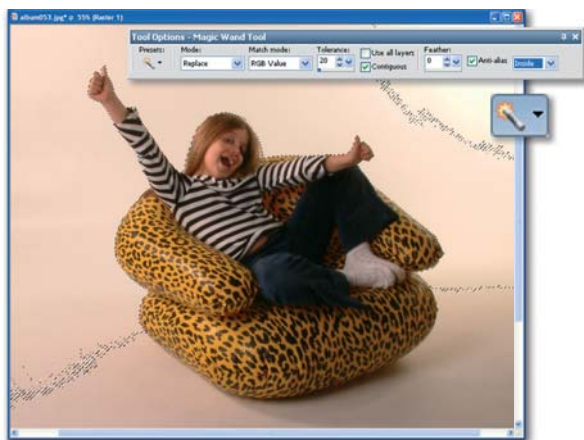 album053.jpg* @ 55% (Raster 1)
Tool Options - Magic Wand Tool
Presets: Mode: Match mode: Tolerance: Use all layers Feather:
Replace RGB Value 20 Contiguous 0 Anti-alias Inside